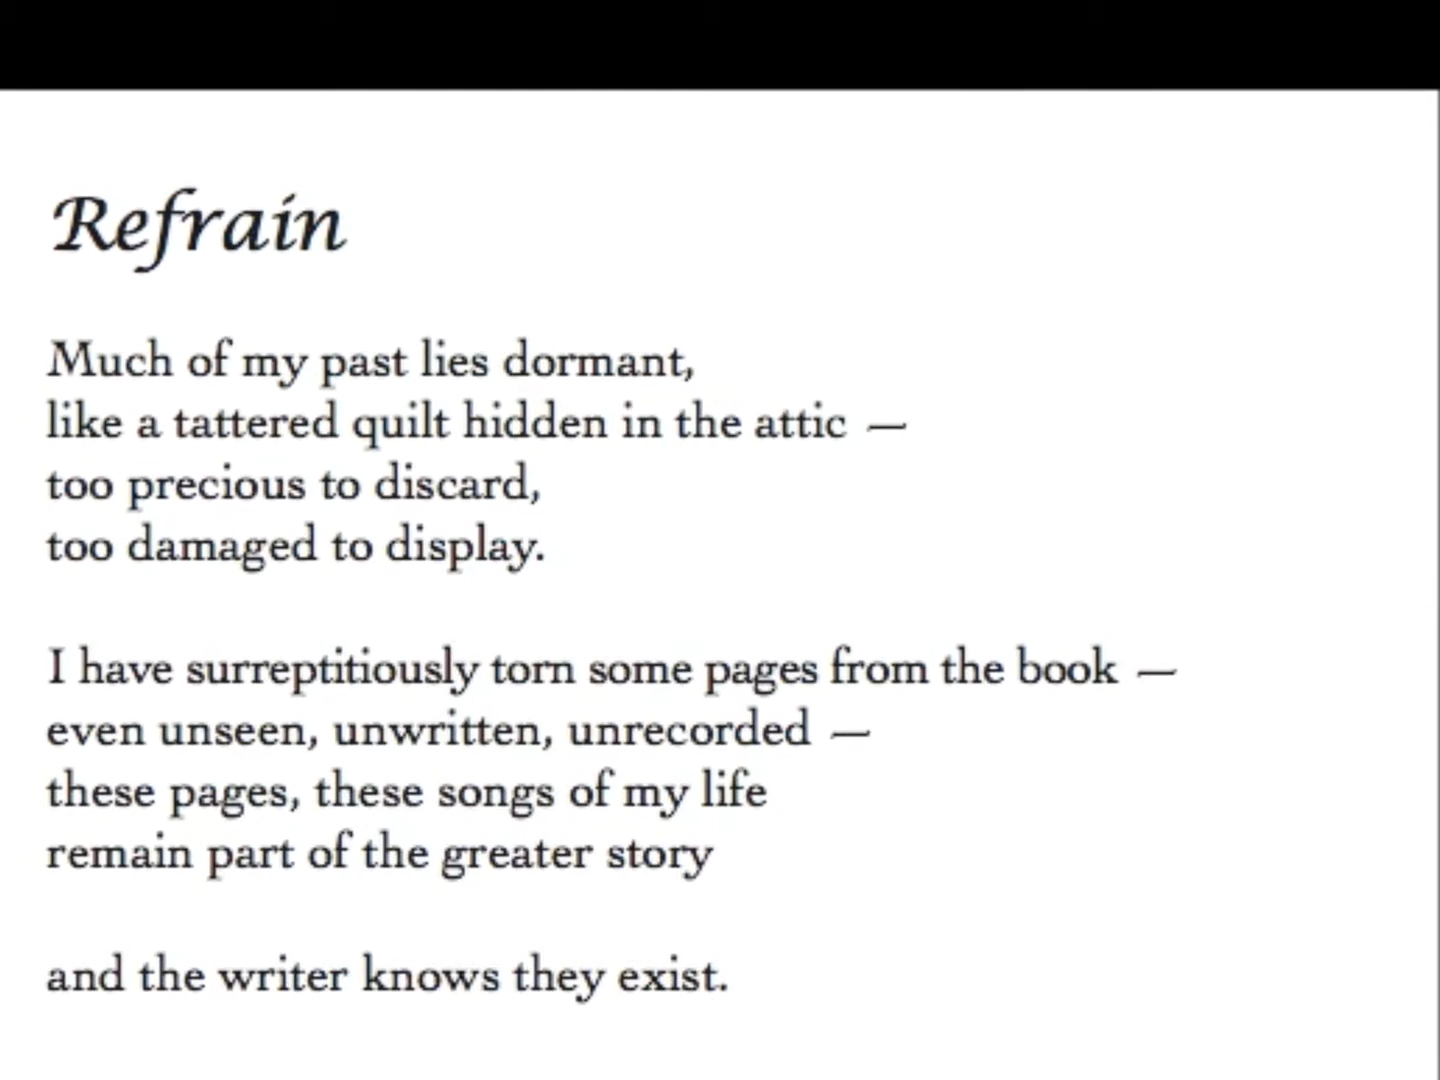 Refrain
Much of my past lies dormant,
like a tattered quilt hidden in the attic —
too precious to discard,
too damaged to display.
I have surreptitiously torn some pages from the book —
even unseen, unwritten, unrecorded —
these pages, these songs of my life
remain part of the greater story
and the writer knows they exist.